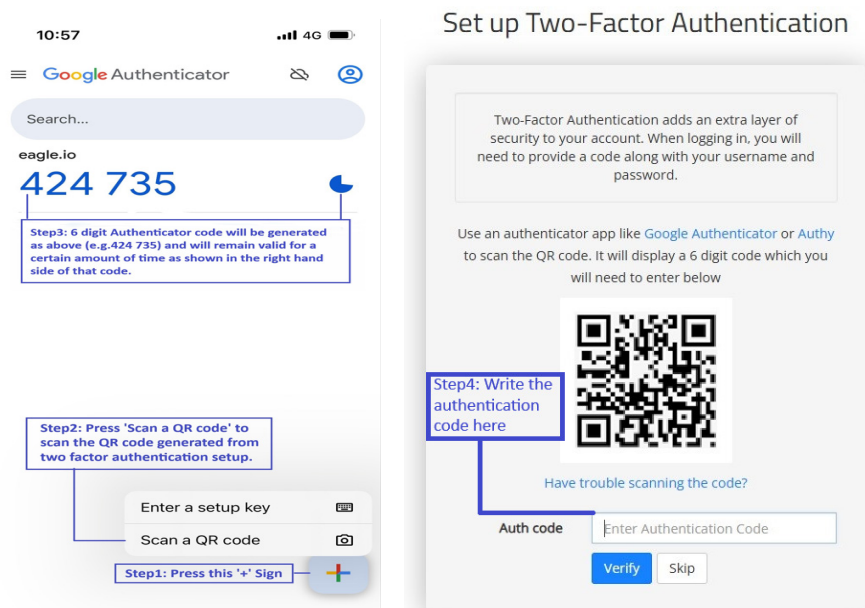 10:57
4G
Google Authenticator
Search...
eagle.io
424 735
Step3: 6 digit Authenticator code will be generated
as above (e.g.424 735) and will remain valid for a
certain amount of time as shown in the right hand
side of that code.
Step2: Press 'Scan a QR code' to
scan the QR code generated from
two factor authentication setup.
Enter a setup key
Scan a QR code
Step1: Press this '+' Sign
Set up Two-Factor Authentication
Two-Factor Authentication adds an extra layer of
security to your account. When logging in, you will
need to provide a code along with your username and
password.
Use an authenticator app like Google Authenticator or Authy
to scan the QR code. It will display a 6 digit code which you
will need to enter below
Step4: Write the
authentication
code here
Have trouble scanning the code?
Auth code
Enter Authentication Code
Verify
Skip